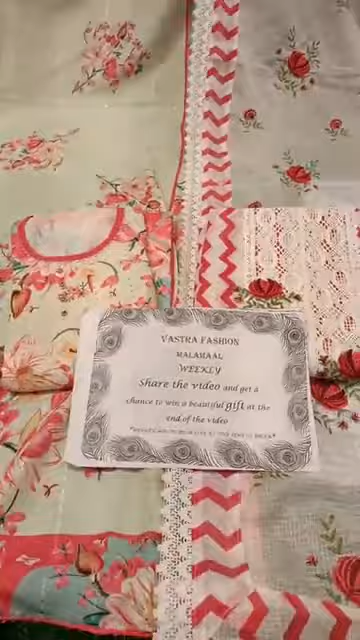 VASTRA FASHION
MALAMAAL
WEEKLY
Share the video and get a
chance to win a beautiful gift at the
end of the video